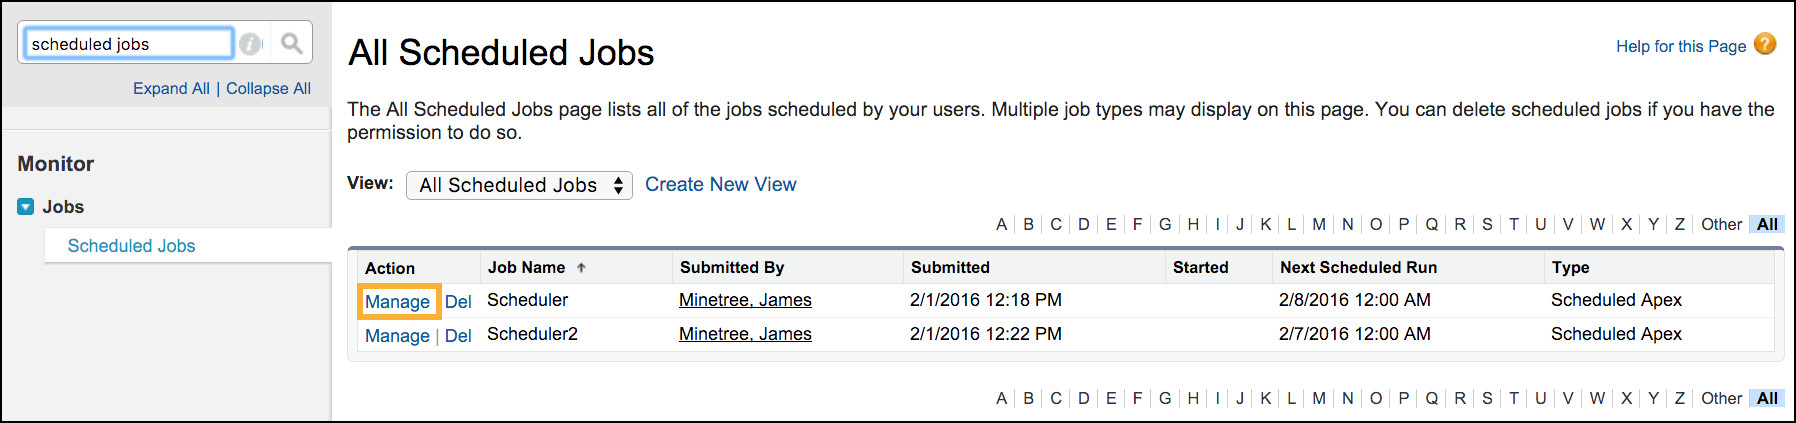 scheduled jobs
Expand All | Collapse All
Monitor
Jobs
Scheduled Jobs
All Scheduled Jobs
Help for this Page ?
The All Scheduled Jobs page lists all of the jobs scheduled by your users. Multiple job types may display on this page. You can delete scheduled jobs if you have the
permission to do so.
View: All Scheduled Jobs Create New View
A | B | C | D | E | F | G | H | I | J | K | L | M | N | O | P | Q | R | S | T | U | V | W | X | Y | Z | Other | All
Action Job Name Submitted By Submitted Started Next Scheduled Run Type
Manage Del Scheduler Minetree, James 2/1/2016 12:18 PM 2/8/2016 12:00 AM Scheduled Apex
Manage | Del Scheduler2 Minetree, James 2/1/2016 12:22 PM 2/7/2016 12:00 AM Scheduled Apex
A | B | C | D | E | F | G | H | I | J | K | L | M | N | O | P | Q | R | S | T | U | V | W | X | Y | Z | Other | All